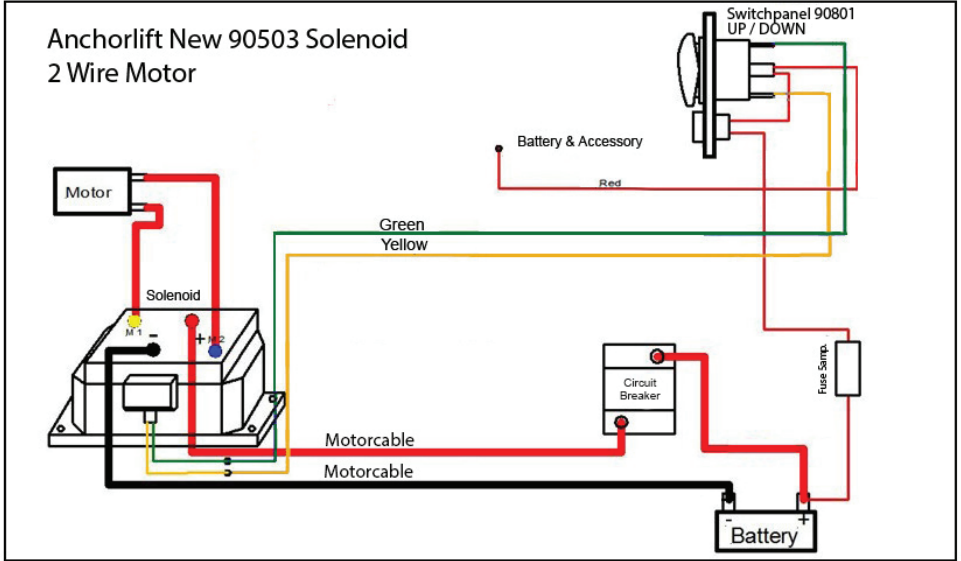 Anchorlift New 90503 Solenoid
2 Wire Motor
Switchpanel 90801
UP / DOWN
Battery & Accessory
Red
Motor
Green
Yellow
Solenoid
M 1
-
+
M 2
Fuse 5amp.
Circuit
Breaker
Motorcable
Motorcable
-
+
Battery